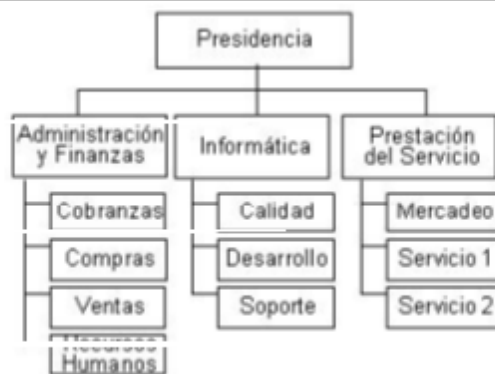 Presidencia
Administración
y Finanzas
Informática
Prestación
del Servicio
Cobranzas
Compras
Ventas
Recursos
Humanos
Calidad
Desarrollo
Soporte
Mercadeo
Servicio 1
Servicio 2